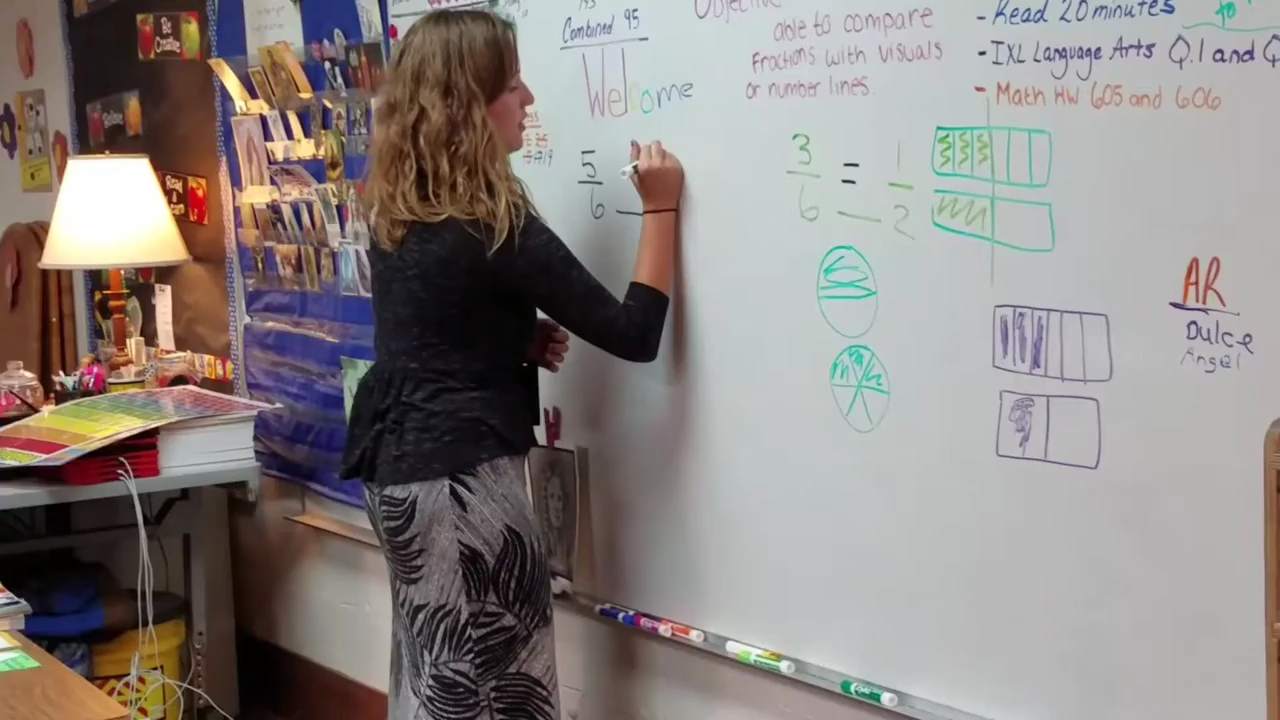 Be
Creative
Combined 95
Welcome
5
6
Objective
able to compare
Fractions with visuals
or number lines.
3
6
=
1
2
- Read 20 minutes
- IXL Language Arts Q.1 and Q
- Math HW 605 and 606
AR
Dulce
Angel